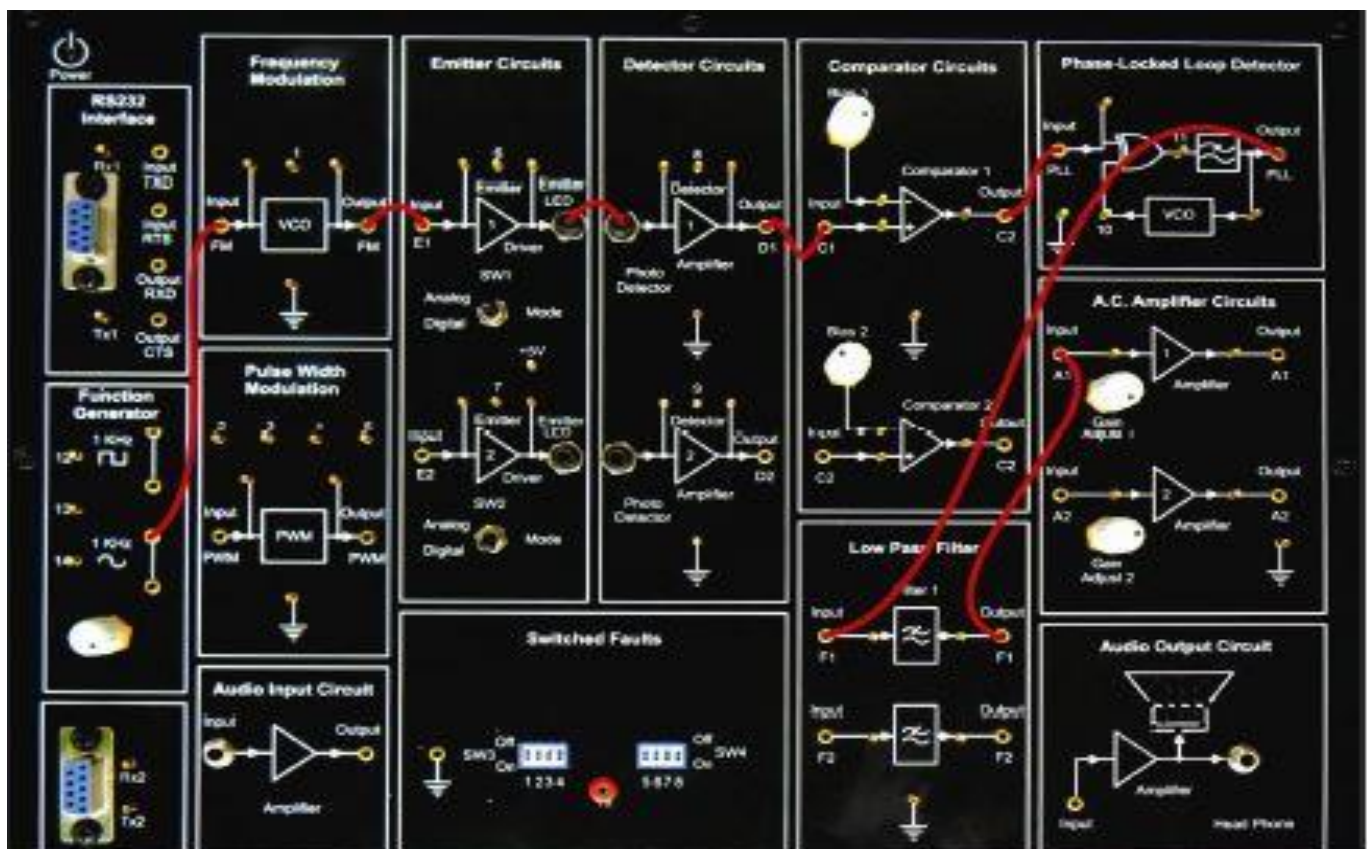 Power
RS232
Interface
Rx1
Input
TXD
Input
RTS
Output
RXD
Tx1
Output
CTS
Function
Generator
1 KHz
12
13
1 KHz
14
Rx2
Tx2
Frequency
Modulation
1
Input
Output
VCO
FM
FM
Pulse Width
Modulation
Input
Output
PWM
PWM
PWM
Audio Input Circuit
Input
Output
Amplifier
Emitter Circuits
Input
Emitter
Emitter
LED
1
E1
Driver
SW1
Analog
Mode
Digital
+5V
7
Input
Emitter
Emitter
LED
2
E2
Driver
SW2
Analog
Mode
Digital
Detector Circuits
8
Detector
Output
1
D1
Photo
Amplifier
Detector
9
Detector
Output
2
D2
Photo
Amplifier
Detector
Switched Faults
Off
SW3
On
1 2 3 4
Off
SW4
On
5 6 7 8
Comparator Circuits
Comparator 1
Input
Output
C1
C2
Bias 2
Comparator 2
Input
Output
C2
C2
Low Pass Filter
Input
Output
F1
F1
Input
Output
F2
F2
Phase-Locked Loop Detector
Input
11
Output
PLL
PLL
10
VCO
A.C. Amplifier Circuits
Input
Output
1
A1
A1
Amplifier
Gain
Adjust 1
Input
Output
2
A2
A2
Amplifier
Gain
Adjust 2
Audio Output Circuit
Amplifier
Input
Head Phone